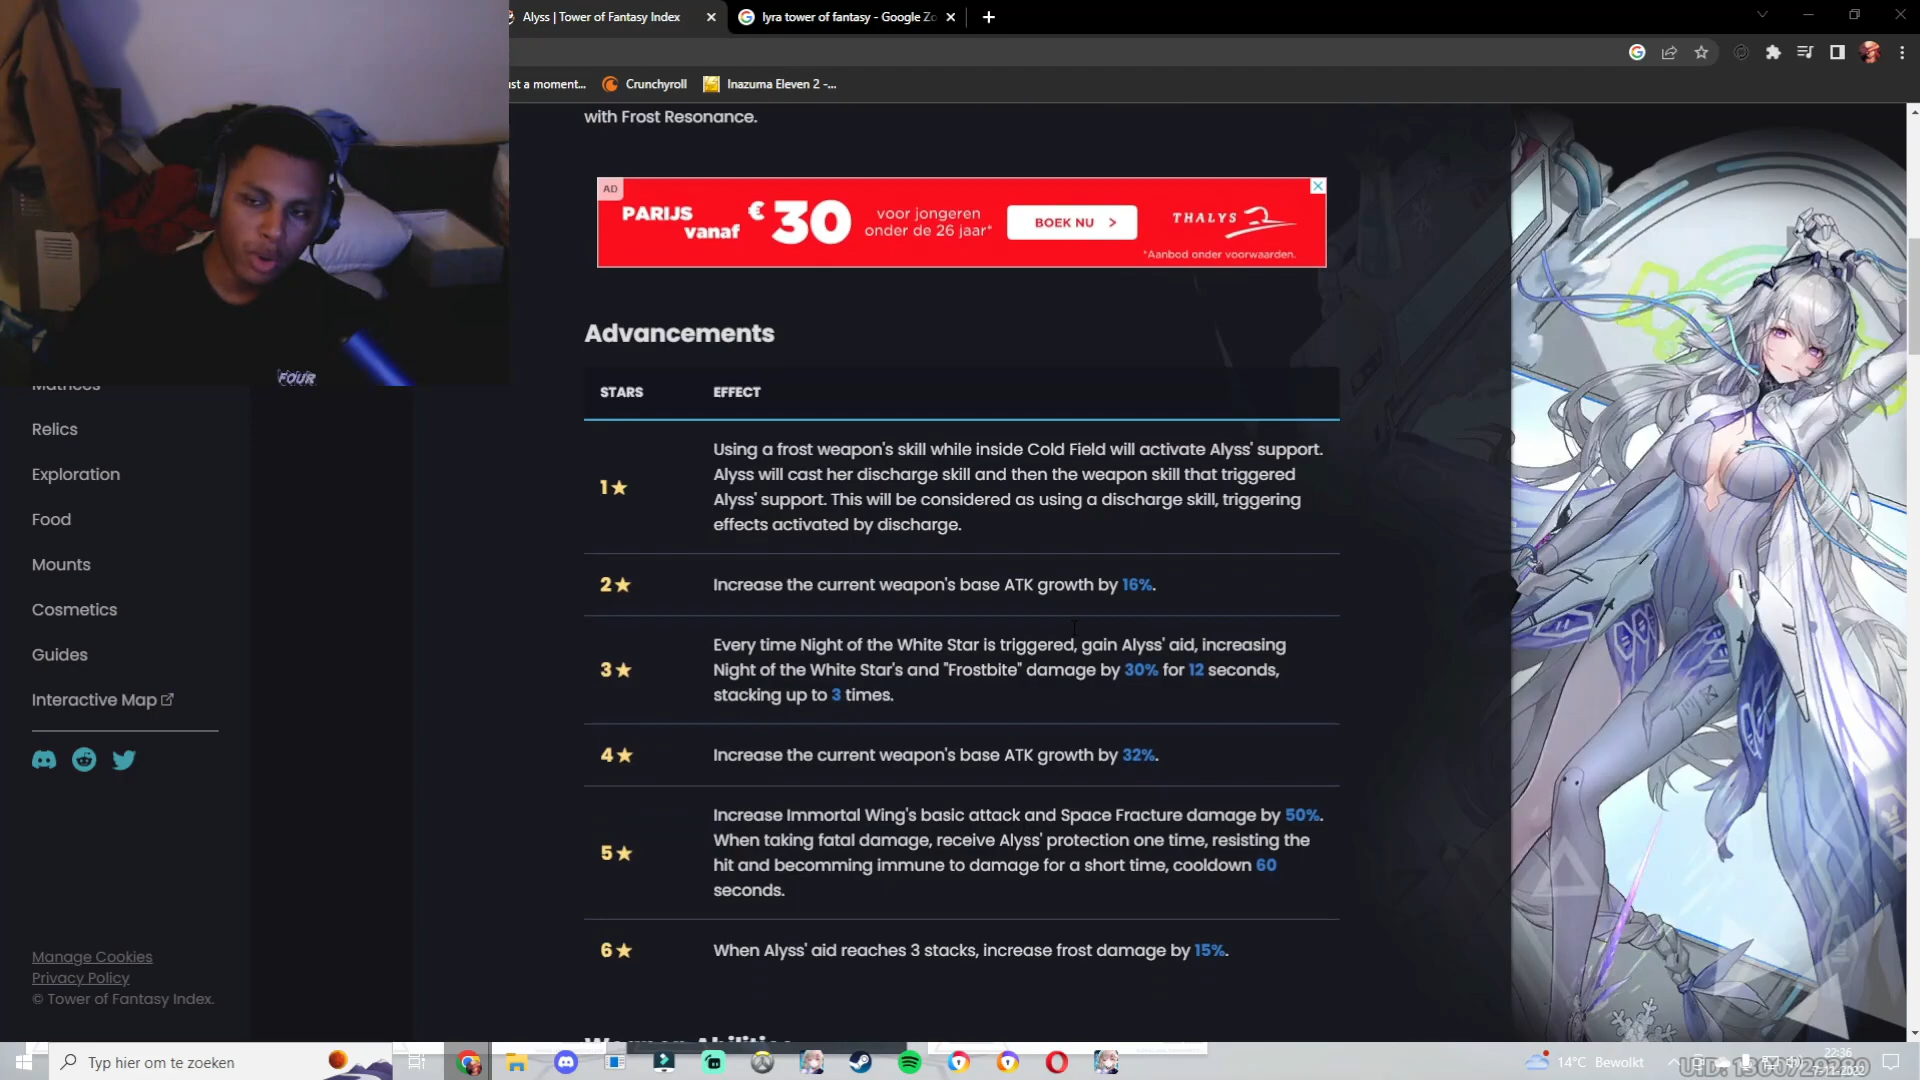 Alyss | Tower of Fantasy Index
lyra tower of fantasy - Google Zo
ust a moment...
Crunchyroll
Inazuma Eleven 2 -...
with Frost Resonance.
AD
PARIJS
vanaf
€ 30
voor jongeren
onder de 26 jaar*
BOEK NU >
THALYS
*Aanbod onder voorwaarden.
FOUR
Matrices
Relics
Exploration
Food
Mounts
Cosmetics
Guides
Interactive Map
Manage Cookies
Privacy Policy
© Tower of Fantasy Index.
Advancements
STARS EFFECT
1★
Using a frost weapon's skill while inside Cold Field will activate Alyss' support.
Alyss will cast her discharge skill and then the weapon skill that triggered
Alyss' support. This will be considered as using a discharge skill, triggering
effects activated by discharge.
2★ Increase the current weapon's base ATK growth by 16%.
3★
Every time Night of the White Star is triggered, gain Alyss' aid, increasing
Night of the White Star's and "Frostbite" damage by 30% for 12 seconds,
stacking up to 3 times.
4★ Increase the current weapon's base ATK growth by 32%.
5★
Increase Immortal Wing's basic attack and Space Fracture damage by 50%.
When taking fatal damage, receive Alyss' protection one time, resisting the
hit and becomming immune to damage for a short time, cooldown 60
seconds.
6★ When Alyss' aid reaches 3 stacks, increase frost damage by 15%.
Weapon Abilities
Typ hier om te zoeken
14°C Bewolkt
22:36
7-11-2022